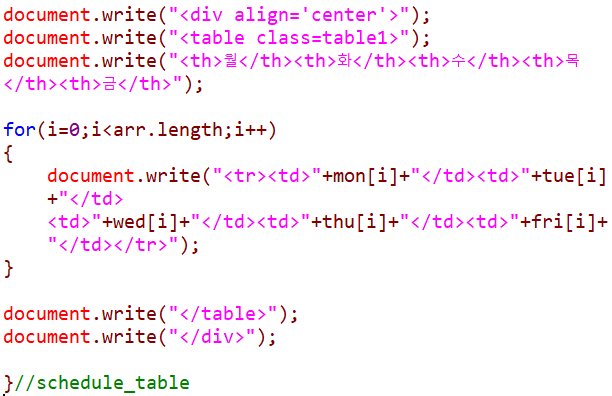 document.write("<div align='center'>");
document.write("<table class=table1>");
document.write("<th>월</th><th>화</th><th>수</th><th>목
</th><th>금</th>");
for(i=0;i<arr.length;i++)
{
document.write("<tr><td>"+mon[i]+"</td><td>"+tue[i]
+"</td>
<td>"+wed[i]+"</td><td>"+thu[i]+"</td><td>"+fri[i]+
"</td></tr>");
}
document.write("</table>");
document.write("</div>");
}//schedule_table